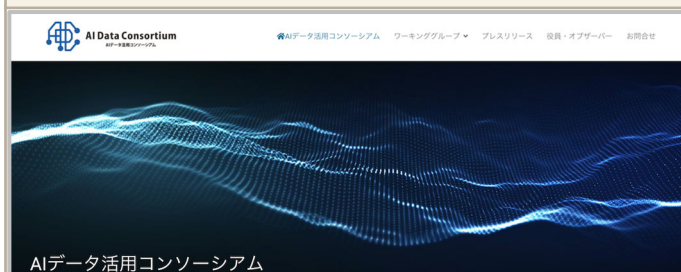 AI Data Consortium
AIデータ活用コンソーシアム
AIデータ活用コンソーシアム ワーキンググループ プレスリリース 役員・オブザーバー お問合せ
AIデータ活用コンソーシアム